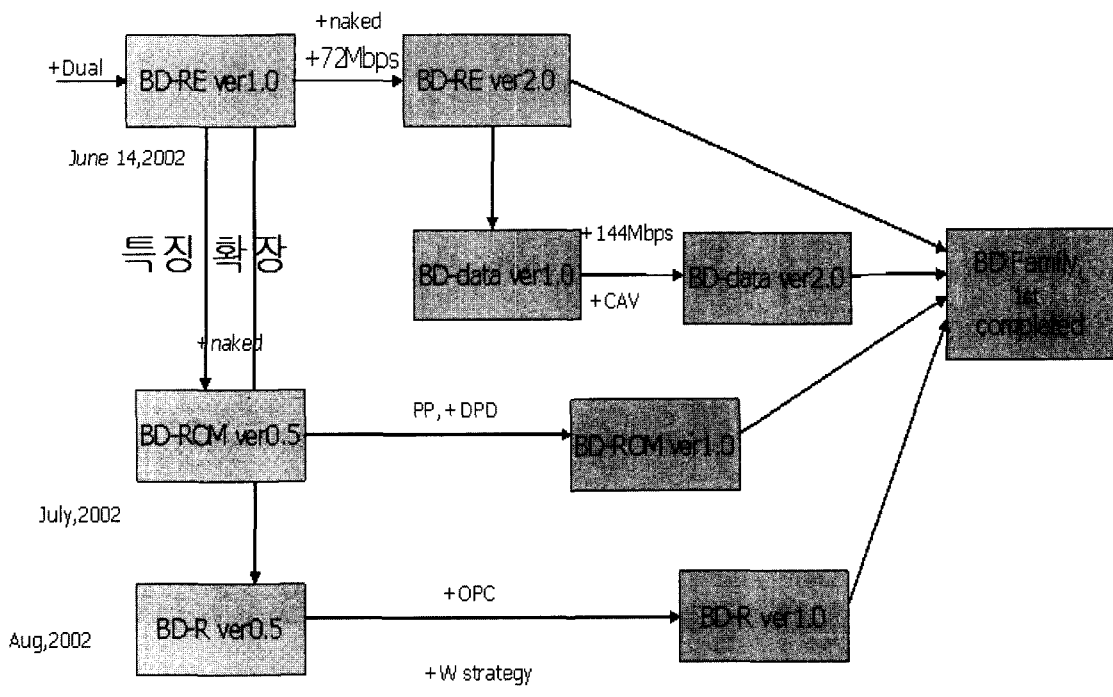 +naked
+Dual
+72Mbps
BD-RE ver1.0
BD-RE ver2.0
June 14,2002
특징 확장
+144Mbps
BD-data ver1.0
BD-data ver2.0
+CAV
BD Family,
1st
completed
+naked
BD-ROM ver0.5
PP, + DPD
BD-ROM ver1.0
July,2002
+OPC
BD-R ver0.5
BD-R ver1.0
Aug,2002
+W strategy